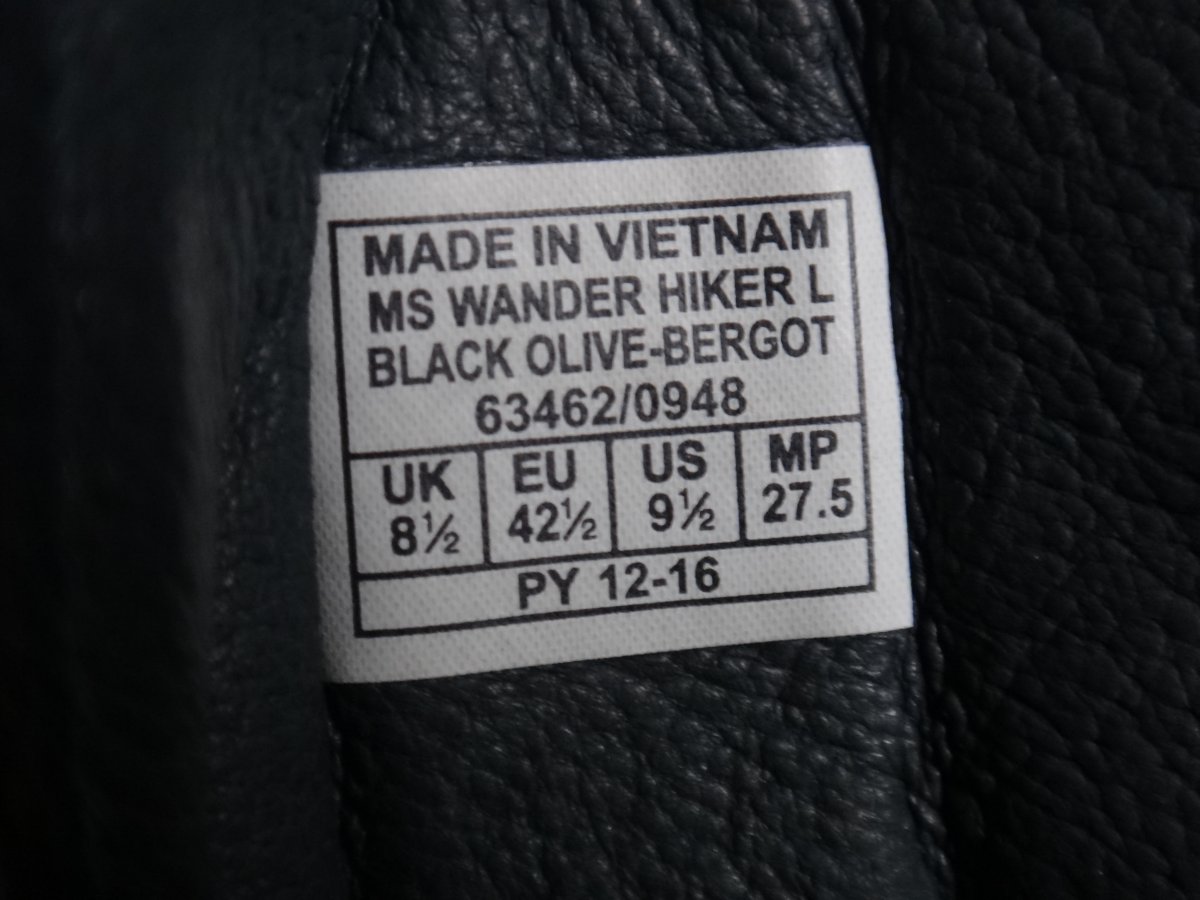 MADE IN VIETNAM
MS WANDER HIKER L
BLACK OLIVE-BERGOT
63462/0948
UK EU US MP
8½ 42½ 9½ 27.5
PY 12-16